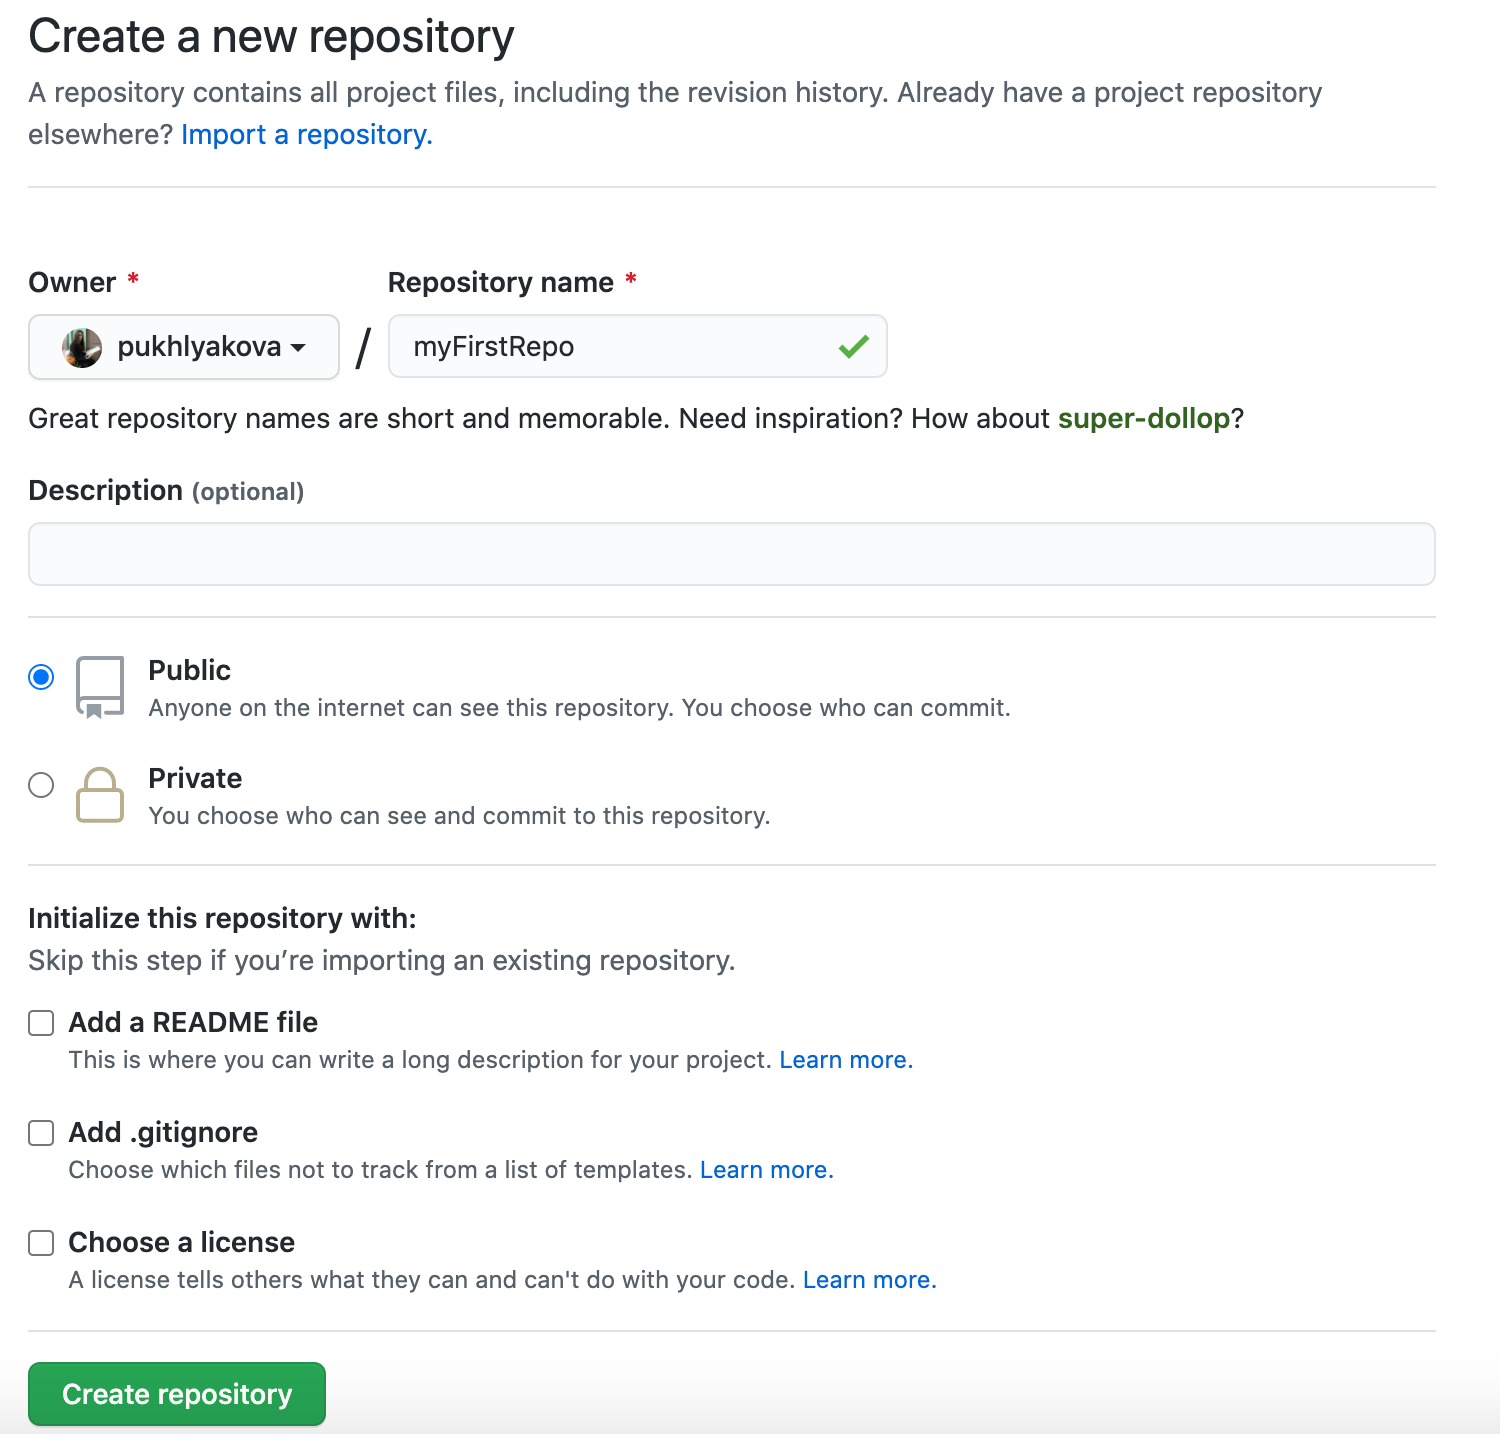 Create a new repository
A repository contains all project files, including the revision history. Already have a project repository
elsewhere? Import a repository.
Owner *
Repository name *
pukhlyakova
/
myFirstRepo
Great repository names are short and memorable. Need inspiration? How about super-dollop?
Description (optional)
Public
Anyone on the internet can see this repository. You choose who can commit.
Private
You choose who can see and commit to this repository.
Initialize this repository with:
Skip this step if you’re importing an existing repository.
Add a README file
This is where you can write a long description for your project. Learn more.
Add .gitignore
Choose which files not to track from a list of templates. Learn more.
Choose a license
A license tells others what they can and can't do with your code. Learn more.
Create repository